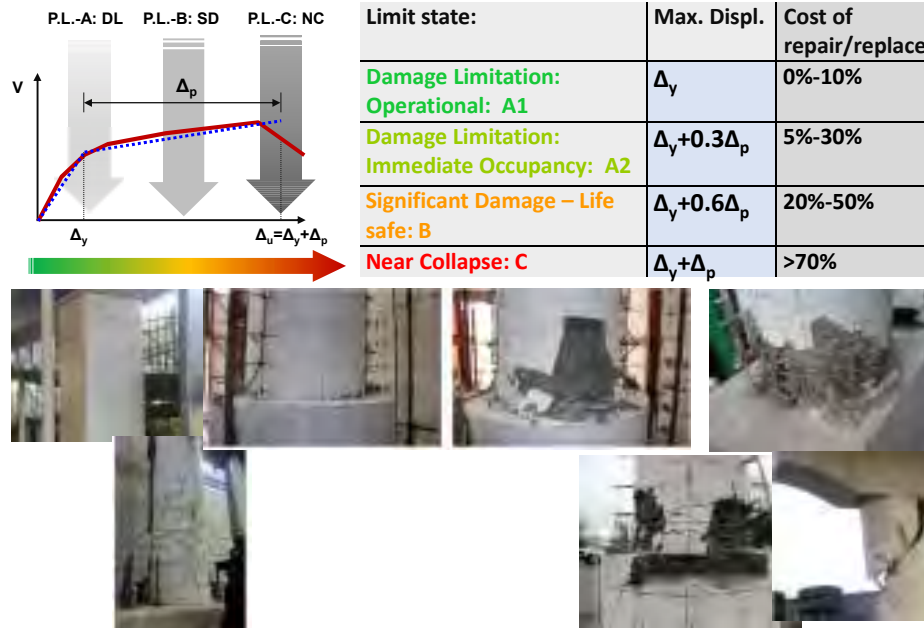 P.L.-A: DL P.L.-B: SD P.L.-C: NC
V
Δp
Δy
Δu=Δy+Δp
Limit state: Max. Displ. Cost of
repair/replace
Damage Limitation:
Operational: A1 Δy 0%-10%
Damage Limitation:
Immediate Occupancy: A2 Δy+0.3Δp 5%-30%
Significant Damage – Life
safe: B Δy+0.6Δp 20%-50%
Near Collapse: C Δy+Δp >70%